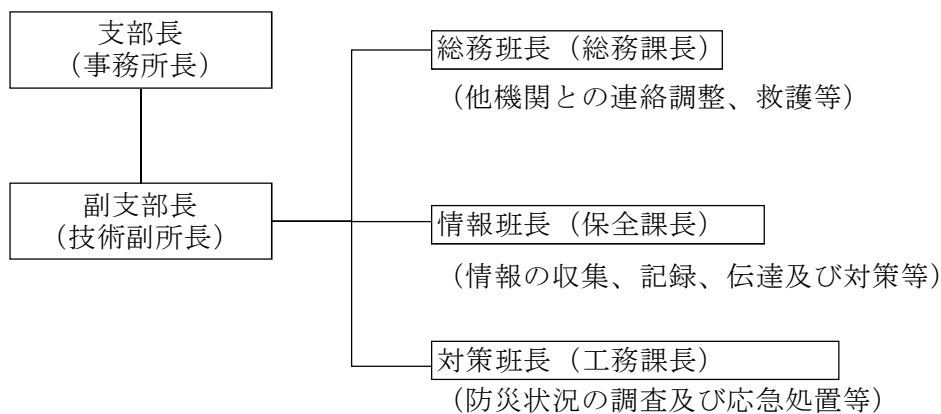 支部長
（事務所長）
副支部長
（技術副所長）
総務班長（総務課長）
（他機関との連絡調整、救護等）
情報班長（保全課長）
（情報の収集、記録、伝達及び対策等）
対策班長（工務課長）
（防災状況の調査及び応急処置等）